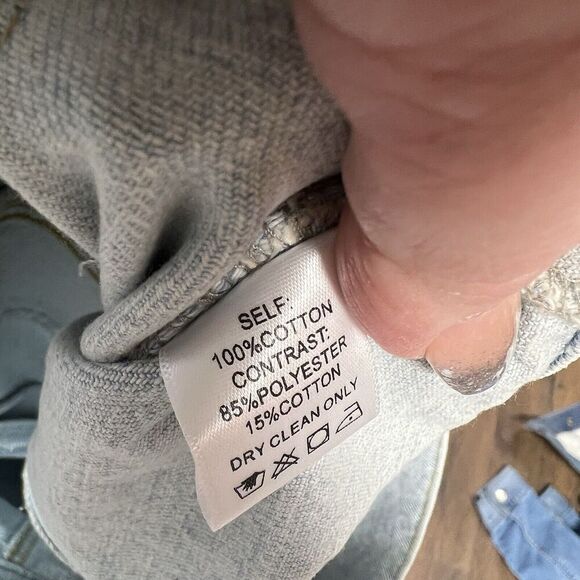 SELF:
100%COTTON
CONTRAST:
85%POLYESTER
15%COTTON
DRY CLEAN ONLY